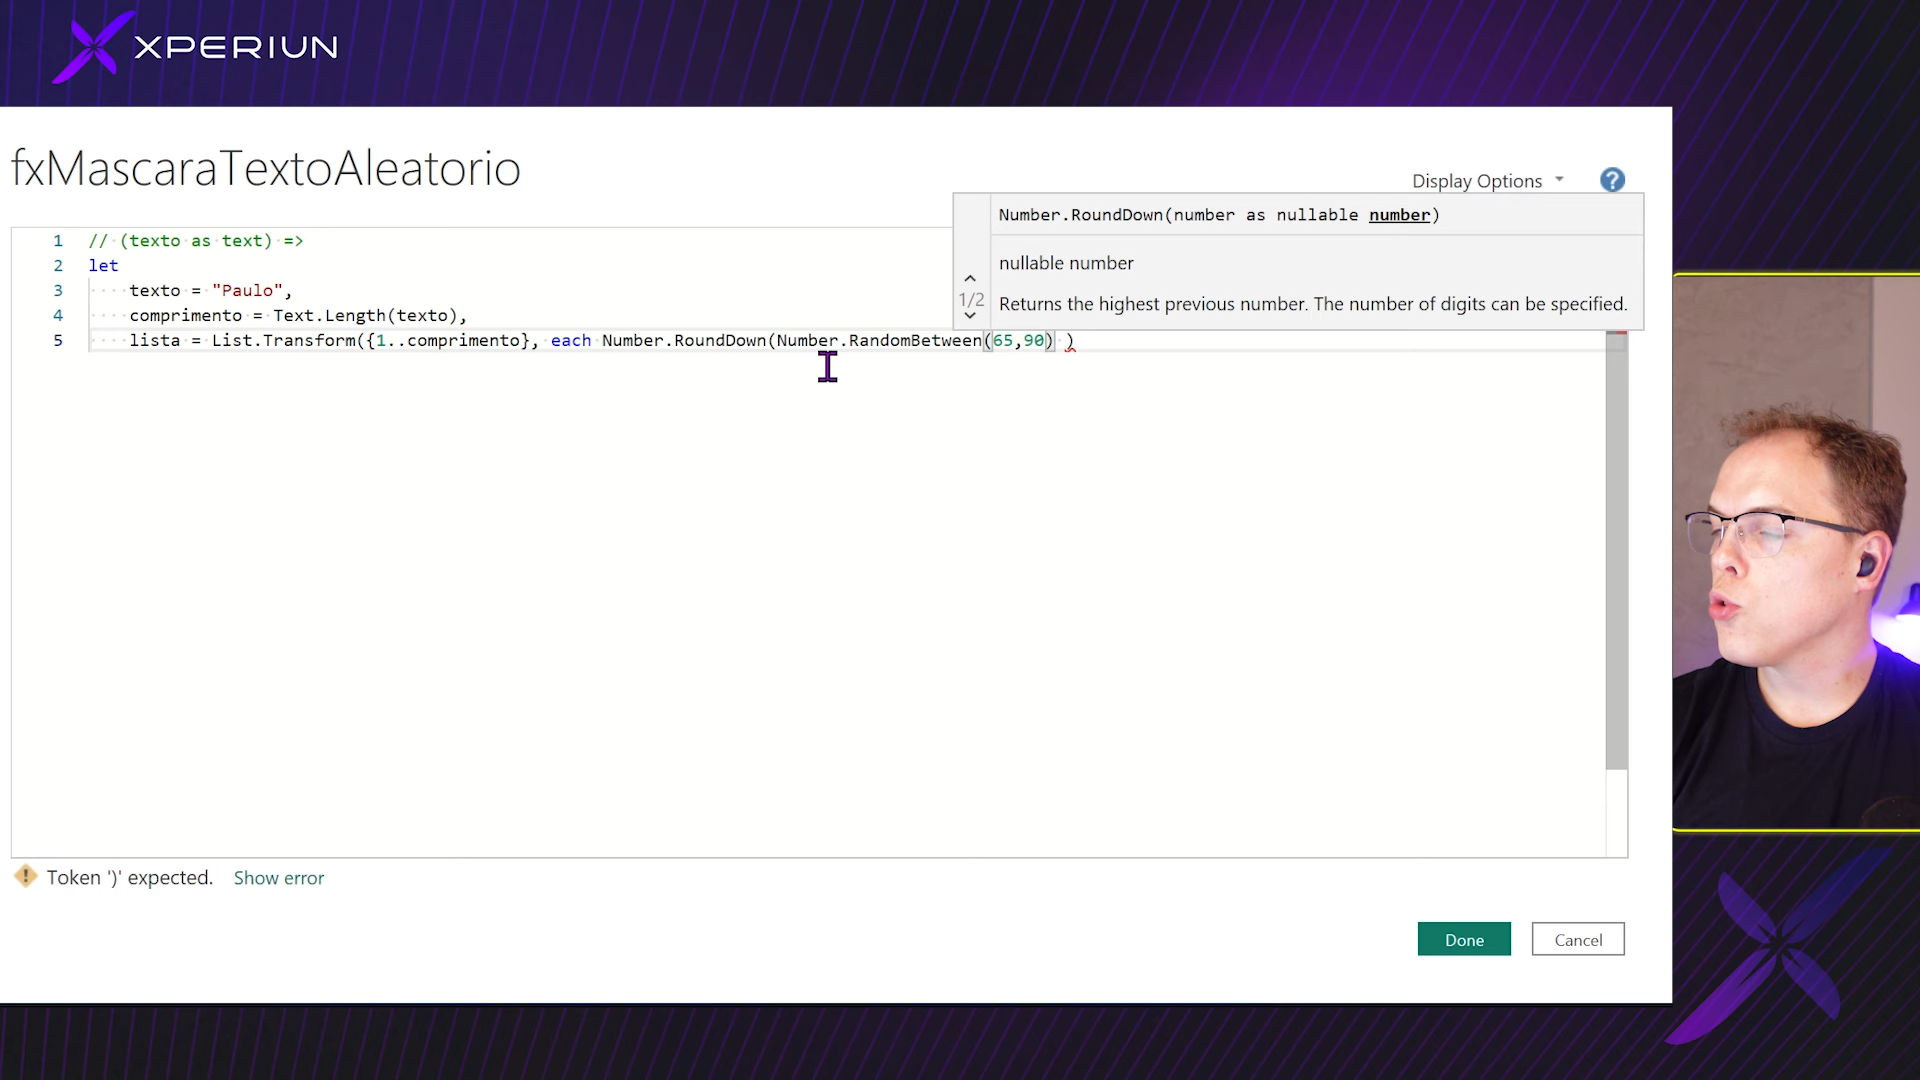 XPERIUN
fxMascaraTextoAleatorio
Display Options
?
Number.RoundDown(number as nullable number)
nullable number
1/2
Returns the highest previous number. The number of digits can be specified.
1 // (texto as text) =>
2 let
3 texto = "Paulo",
4 comprimento = Text.Length(texto),
5 lista = List.Transform({1..comprimento}, each Number.RoundDown(Number.RandomBetween(65,90) )
! Token ')' expected. Show error
Done Cancel